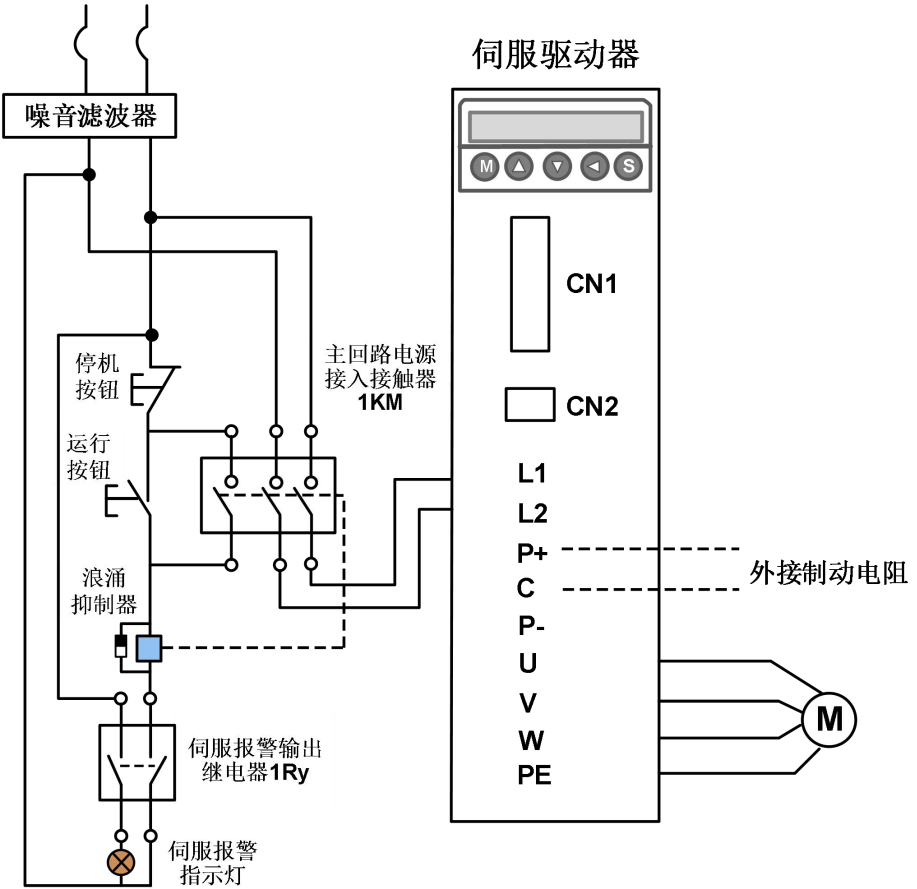 伺服驱动器
噪音滤波器
M
S
CN1
主回路电源
接入接触器
1KM
停机
按钮
CN2
运行
按钮
L1
L2
P+
外接制动电阻
C
浪涌
抑制器
P-
U
V
M
W
伺服报警输出
继电器1Ry
PE
伺服报警
指示灯